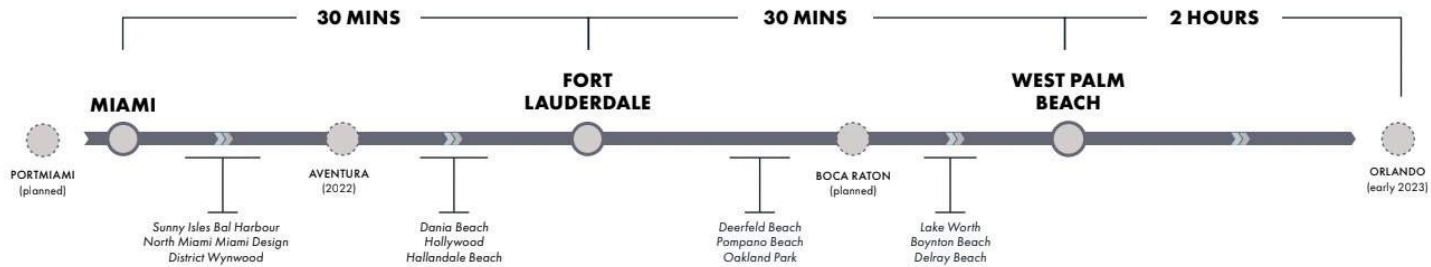 30 MINS
30 MINS
2 HOURS
MIAMI
FORT
LAUDERDALE
WEST PALM
BEACH
PORTMIAMI
(planned)
AVENTURA
(2022)
BOCA RATON
(planned)
ORLANDO
(early 2023)
Sunny Isles Bal Harbour
North Miami Miami Design
District Wynwood
Dania Beach
Hollywood
Hallandale Beach
Deerfeld Beach
Pompano Beach
Oakland Park
Lake Worth
Boynton Beach
Delray Beach